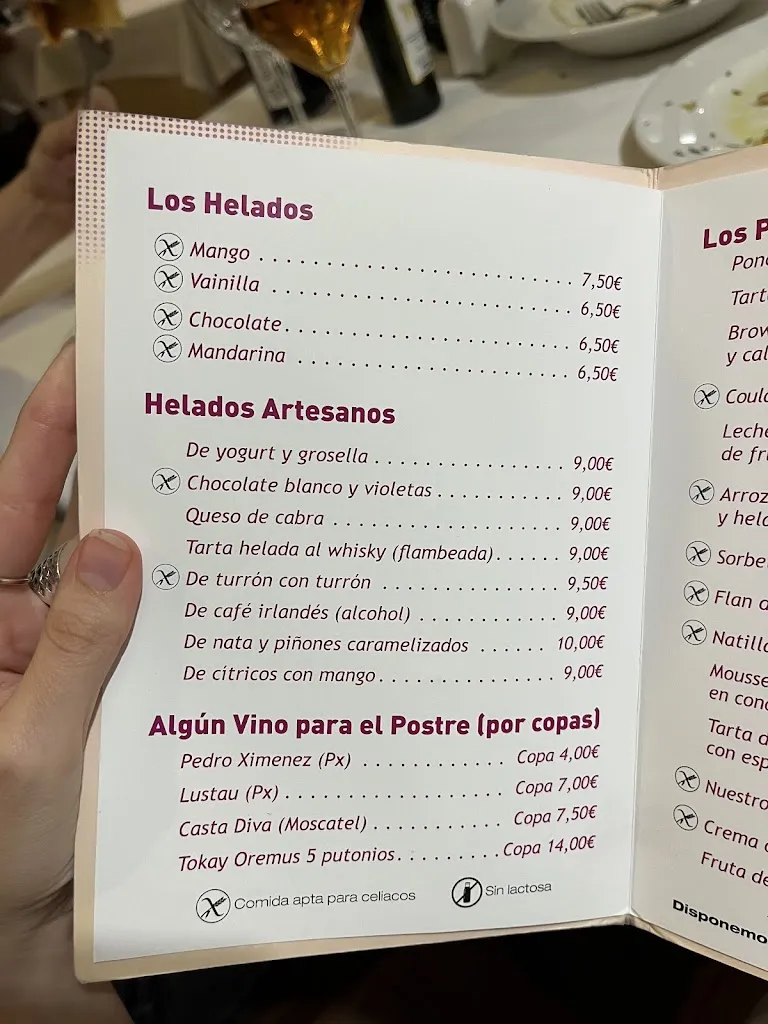 Los Helados
Mango . . . . . . . . . . . . . . . . . . . . . . . . 7,50€
Vainilla . . . . . . . . . . . . . . . . . . . . . . . 6,50€
Chocolate. . . . . . . . . . . . . . . . . . . . . . 6,50€
Mandarina . . . . . . . . . . . . . . . . . . . . . 6,50€
Helados Artesanos
De yogurt y grosella . . . . . . . . . . . . . . . . 9,00€
Chocolate blanco y violetas . . . . . . . . . . . 9,00€
Queso de cabra . . . . . . . . . . . . . . . . . . . 9,00€
Tarta helada al whisky (flambeada). . . . . . 9,00€
De turrón con turrón . . . . . . . . . . . . . . . 9,50€
De café irlandés (alcohol) . . . . . . . . . . . . 9,00€
De nata y piñones caramelizados . . . . . . 10,00€
De cítricos con mango. . . . . . . . . . . . . . . 9,00€
Algún Vino para el Postre (por copas)
Pedro Ximenez (Px) . . . . . . . . . . . . Copa 4,00€
Lustau (Px) . . . . . . . . . . . . . . . . . . Copa 7,00€
Casta Diva (Moscatel) . . . . . . . . . . . Copa 7,50€
Tokay Oremus 5 putonios. . . . . . . . . Copa 14,00€
Comida apta para celiacos
Sin lactosa
Los P
Pon
Tart
Brow
y cal
Coula
Leche
de fr
Arroz
y hela
Sorbe
Flan d
Natill
Mousse
en con
Tarta d
con esp
Nuestro
Crema
Fruta de
Disponemo